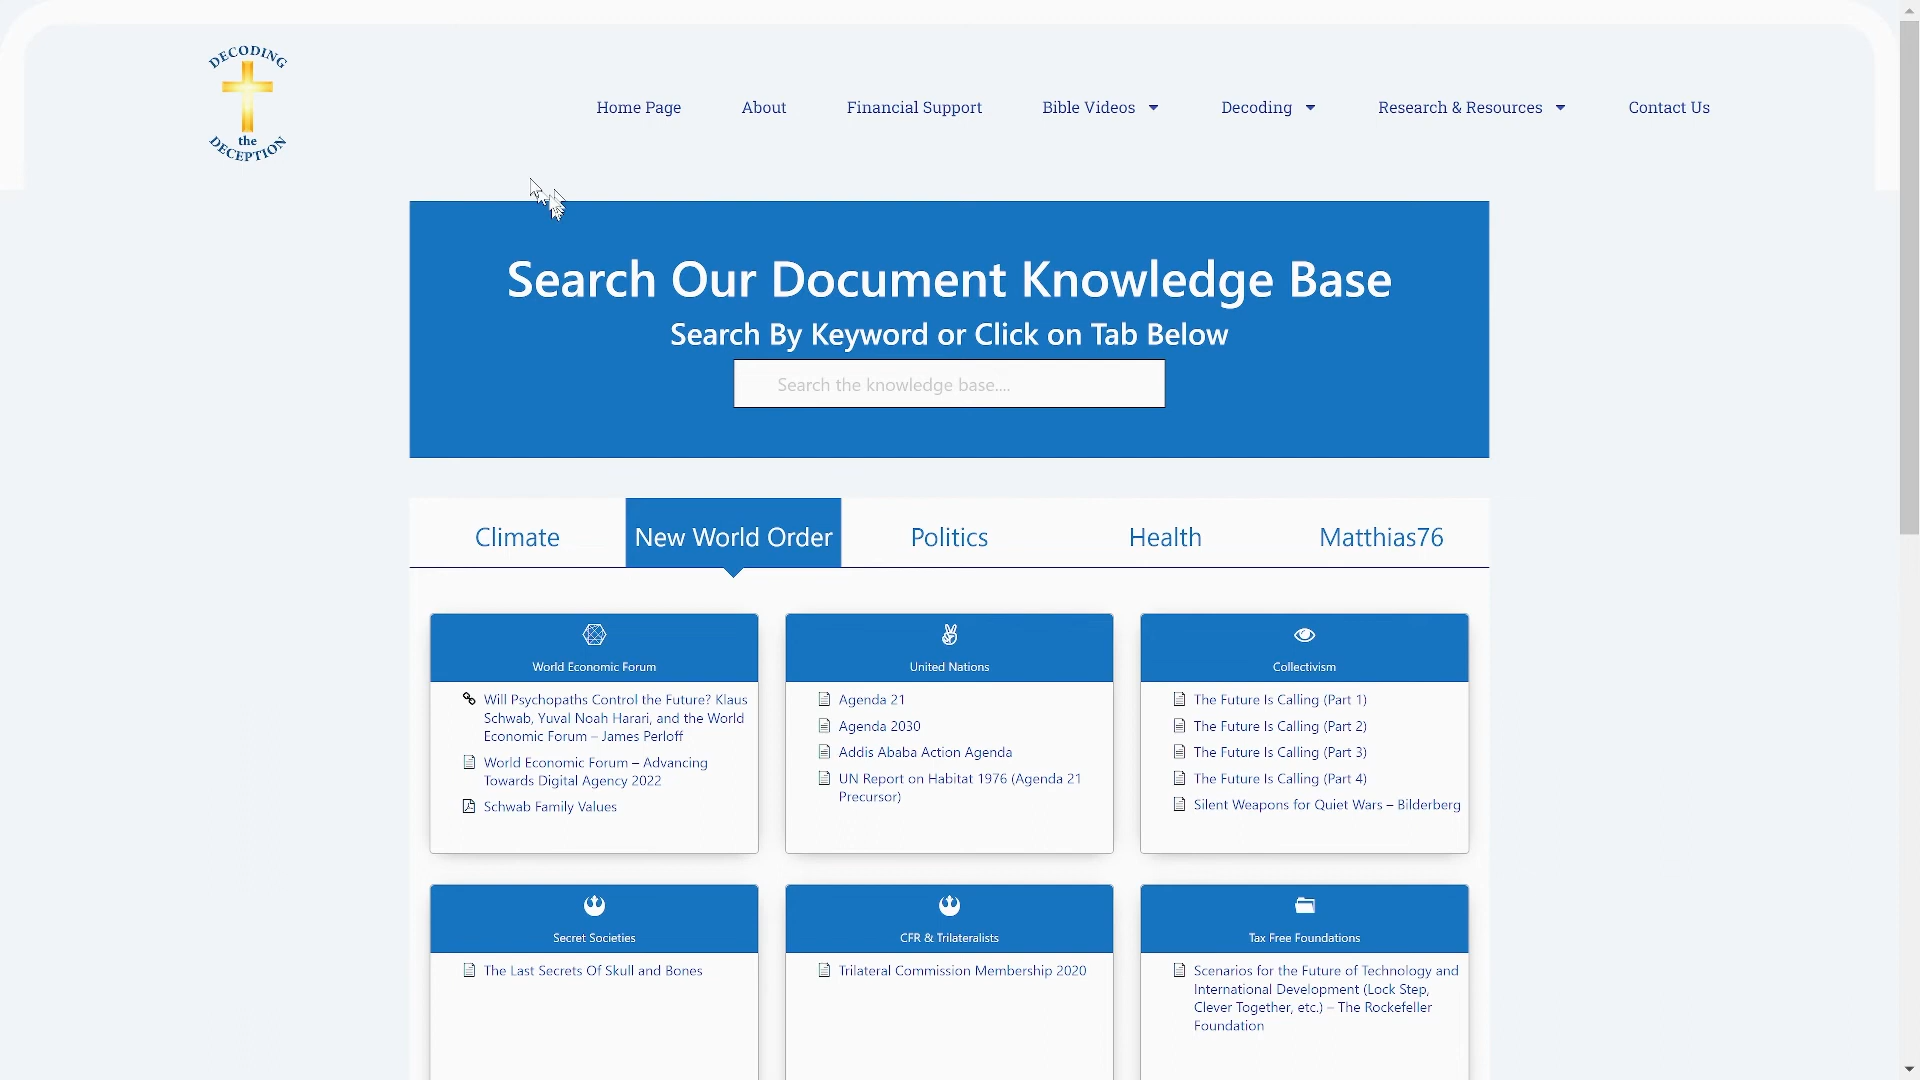 DECODING
the
DECEPTION
Home Page
About
Financial Support
Bible Videos
Decoding
Research & Resources
Contact Us
Search Our Document Knowledge Base
Search By Keyword or Click on Tab Below
Search the knowledge base....
Climate
New World Order
Politics
Health
Matthias76
World Economic Forum
Will Psychopaths Control the Future? Klaus
Schwab, Yuval Noah Harari, and the World
Economic Forum – James Perloff
World Economic Forum – Advancing
Towards Digital Agency 2022
Schwab Family Values
United Nations
Agenda 21
Agenda 2030
Addis Ababa Action Agenda
UN Report on Habitat 1976 (Agenda 21
Precursor)
Collectivism
The Future Is Calling (Part 1)
The Future Is Calling (Part 2)
The Future Is Calling (Part 3)
The Future Is Calling (Part 4)
Silent Weapons for Quiet Wars – Bilderberg
Secret Societies
The Last Secrets Of Skull and Bones
CFR & Trilateralists
Trilateral Commission Membership 2020
Tax Free Foundations
Scenarios for the Future of Technology and
International Development (Lock Step,
Clever Together, etc.) – The Rockefeller
Foundation